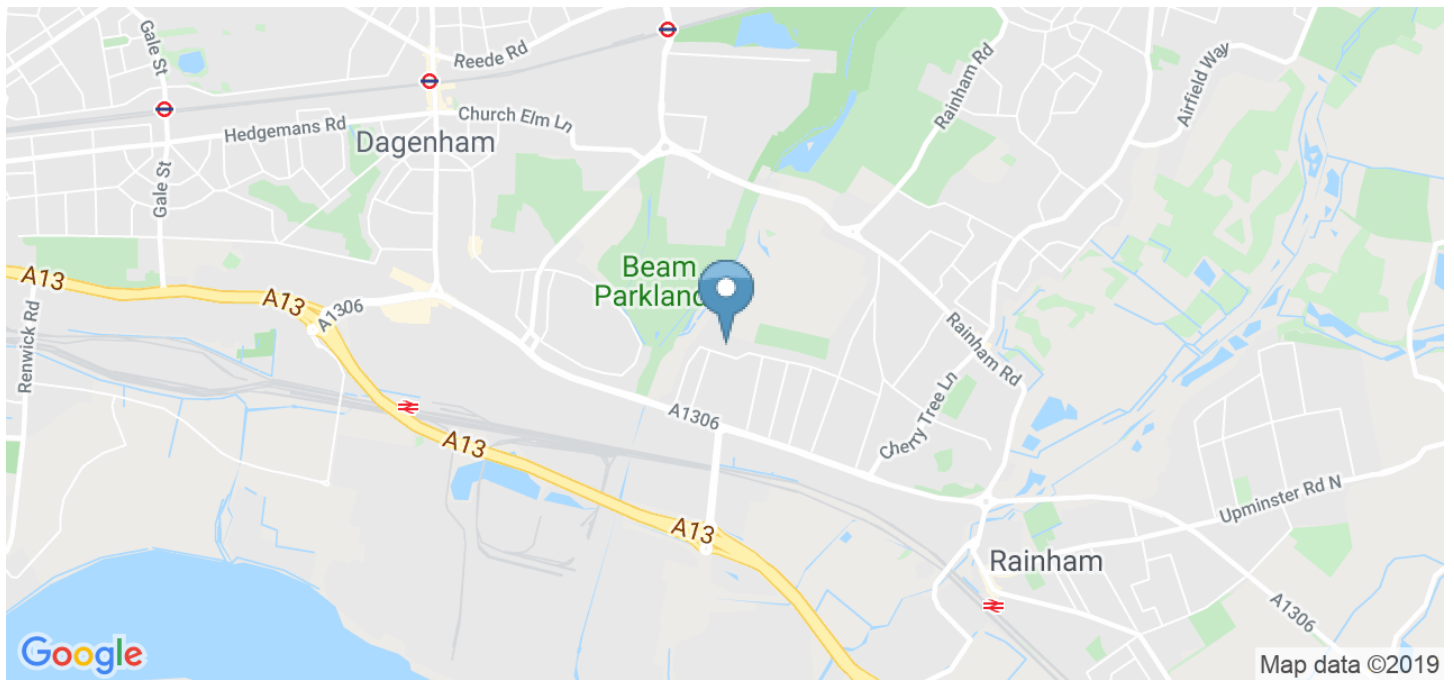 Gale St
Reede Rd
Rainham Rd
Airfield Way
Hedgemans Rd
Church Elm Ln
Dagenham
Gale St
Beam
Parkland
A13
A13
A1306
Renwick Rd
Rainham Rd
Cherry Tree Ln
A1306
A13
Upminster Rd N
A13
Rainham
A1306
Google
Map data ©2019